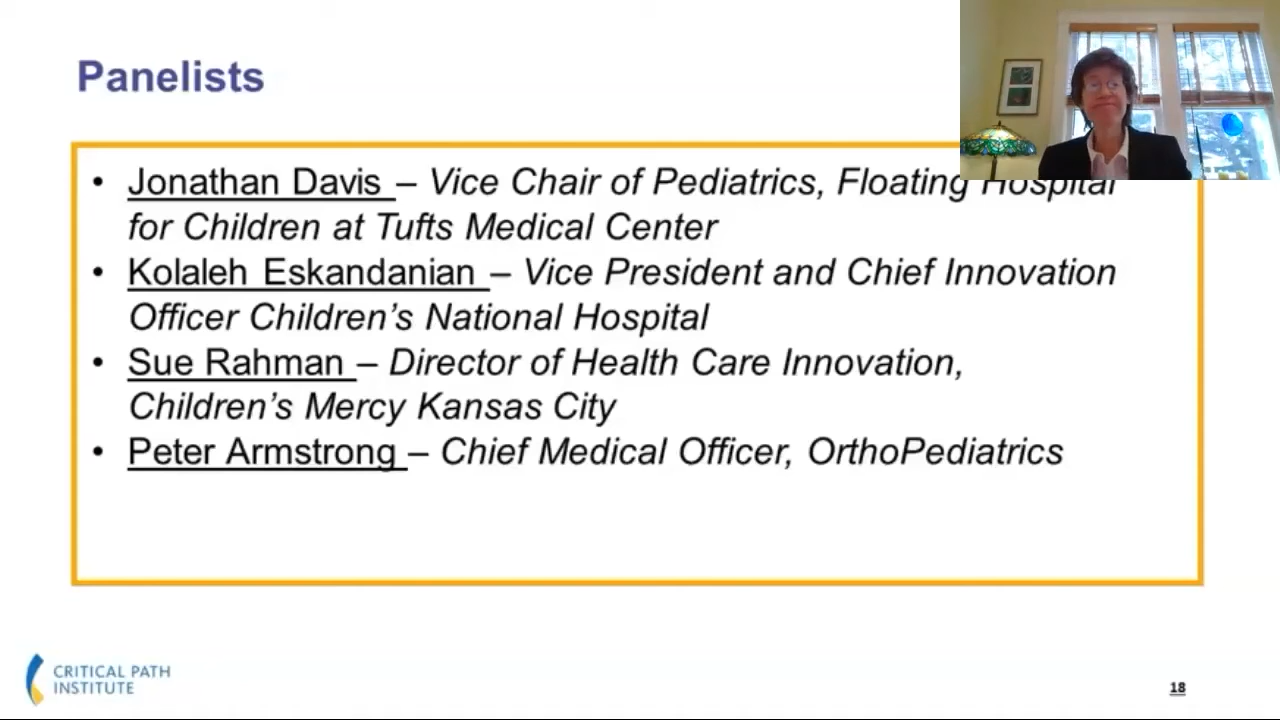 Panelists
• Jonathan Davis – Vice Chair of Pediatrics, Floating Hospital
for Children at Tufts Medical Center
• Kolaleh Eskandanian – Vice President and Chief Innovation
Officer Children’s National Hospital
• Sue Rahman – Director of Health Care Innovation,
Children’s Mercy Kansas City
• Peter Armstrong – Chief Medical Officer, OrthoPediatrics
CRITICAL PATH
INSTITUTE
18